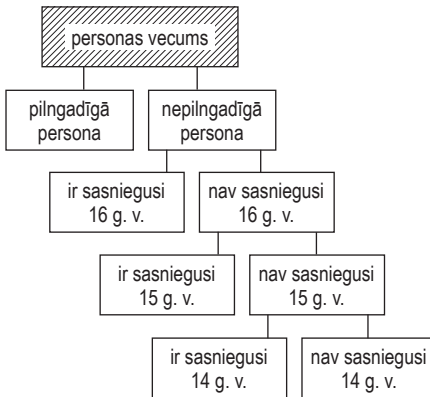 personas vecums
pilngadīgā
persona
nepilngadīgā
persona
ir sasniegusi
16 g. v.
nav sasniegusi
16 g. v.
ir sasniegusi
15 g. v.
nav sasniegusi
15 g. v.
ir sasniegusi
14 g. v.
nav sasniegusi
14 g. v.